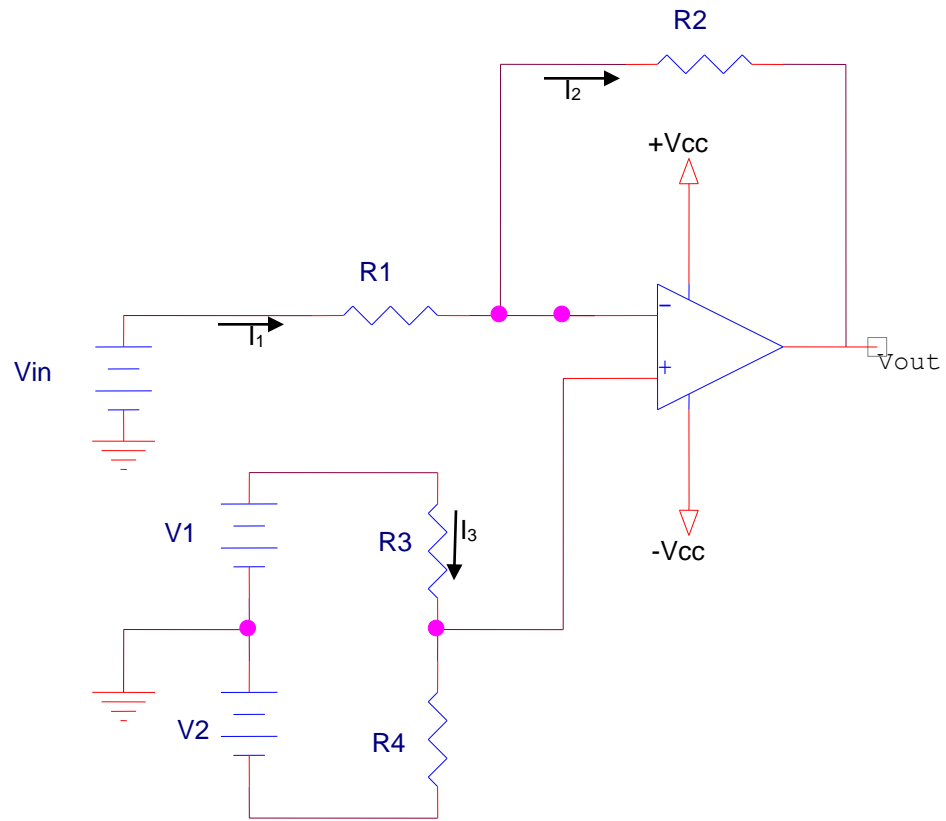 R2
I₂
+Vcc
R1
I₁
−
Vin
+
Vout
V1
R3
I₃
-Vcc
V2
R4